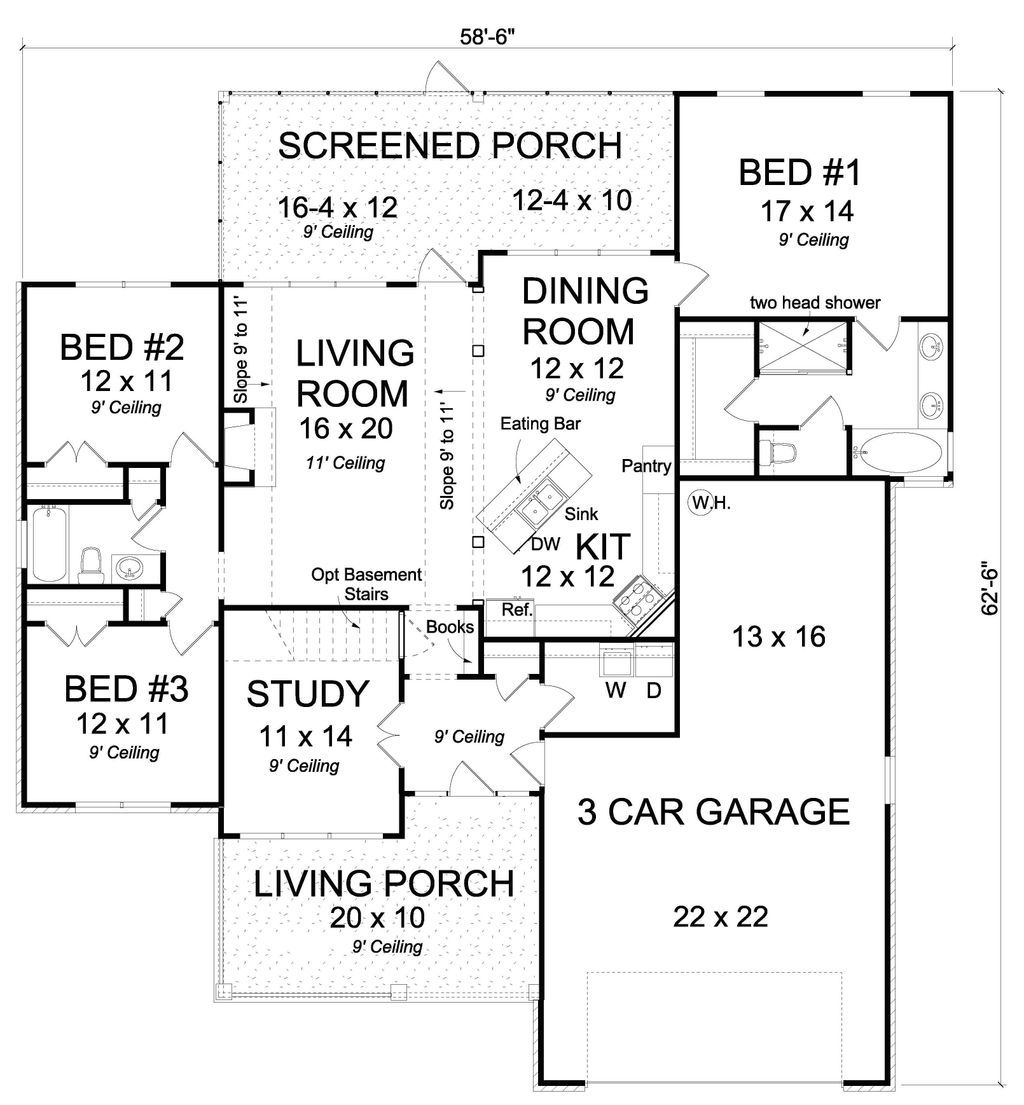 58'-6"
SCREENED PORCH
16-4 x 12
9' Ceiling
12-4 x 10
BED #1
17 x 14
9' Ceiling
two head shower
DINING
ROOM
12 x 12
9' Ceiling
BED #2
12 x 11
9' Ceiling
Slope 9' to 11'
LIVING
ROOM
16 x 20
11' Ceiling
Slope 9' to 11'
Eating Bar
Pantry
Sink
DW
KIT
12 x 12
W.H.
Opt Basement
Stairs
Ref.
Books
62'-6"
13 x 16
BED #3
12 x 11
9' Ceiling
STUDY
11 x 14
9' Ceiling
9' Ceiling
W
D
3 CAR GARAGE
22 x 22
LIVING PORCH
20 x 10
9' Ceiling